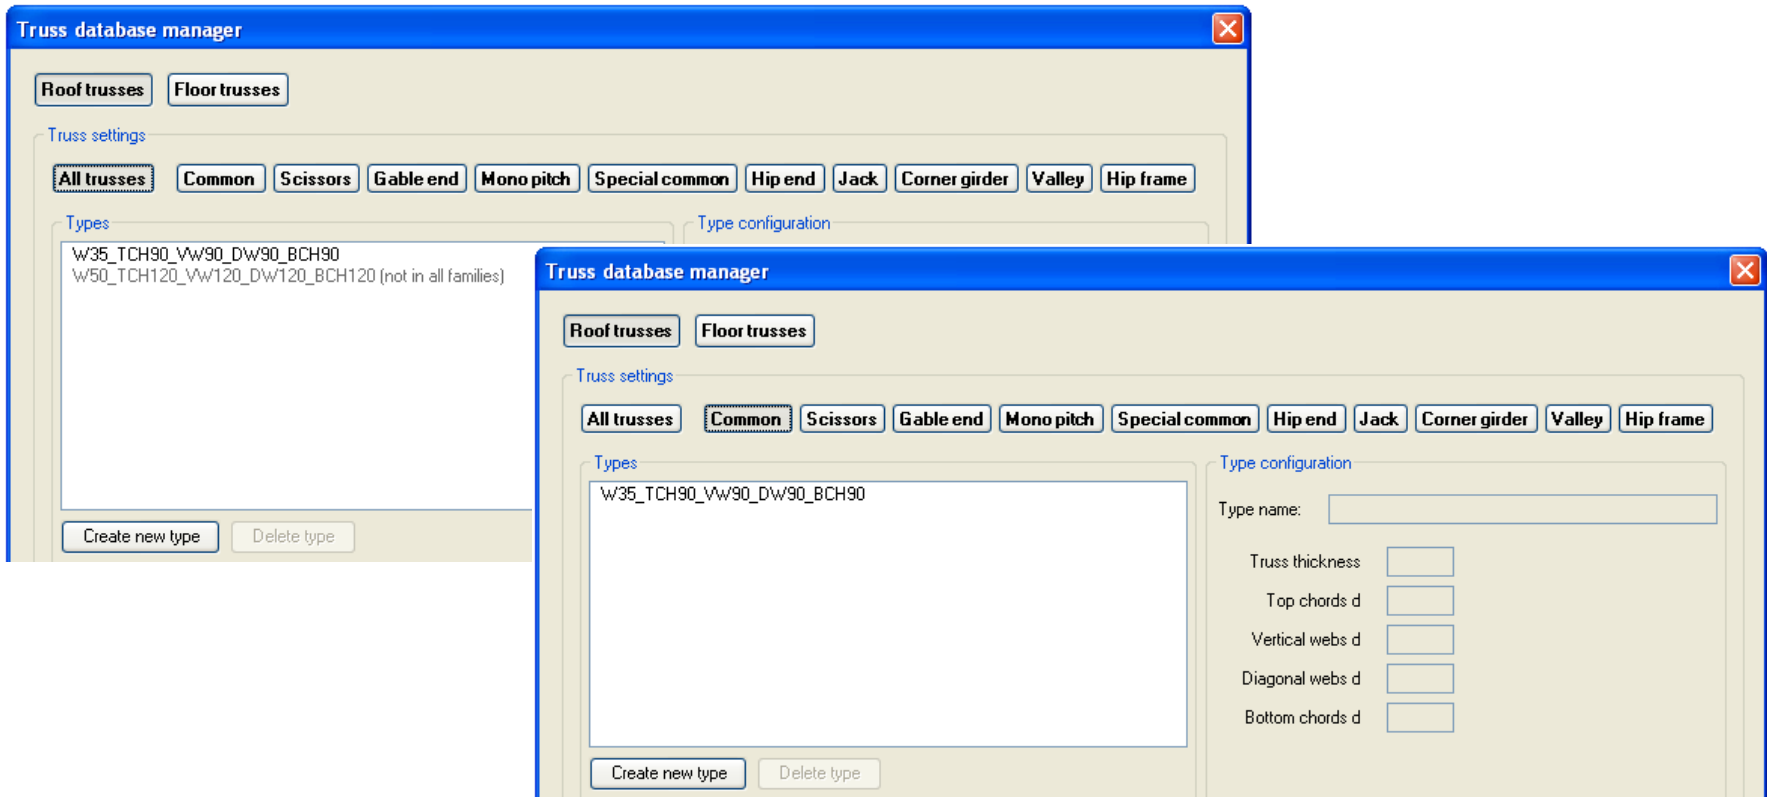 Truss database manager
Roof trusses Floor trusses
Truss settings
All trusses Common Scissors Gable end Mono pitch Special common Hip end Jack Corner girder Valley Hip frame
Types Type configuration
W35_TCH90_VW90_DW90_BCH90
W50_TCH120_VW120_DW120_BCH120 (not in all families)
Create new type Delete type
Truss database manager
Roof trusses Floor trusses
Truss settings
All trusses Common Scissors Gable end Mono pitch Special common Hip end Jack Corner girder Valley Hip frame
Types Type configuration
W35_TCH90_VW90_DW90_BCH90
Type name:
Truss thickness
Top chords d
Vertical webs d
Diagonal webs d
Bottom chords d
Create new type Delete type